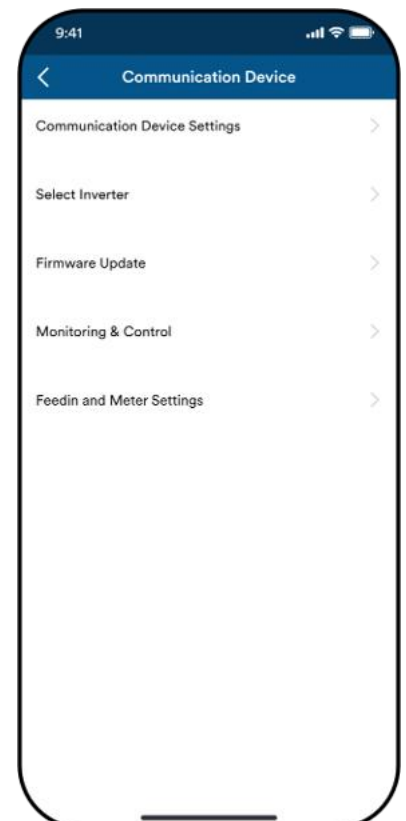 9:41
Communication Device
Communication Device Settings
Select Inverter
Firmware Update
Monitoring & Control
Feedin and Meter Settings